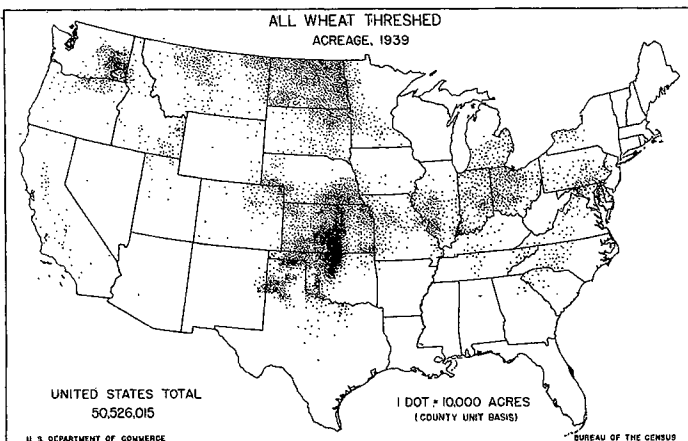 ALL WHEAT THRESHED
ACREAGE, 1939
UNITED STATES TOTAL
50,526,015
1 DOT = 10,000 ACRES
(COUNTY UNIT BASIS)
U. S. DEPARTMENT OF COMMERCE
BUREAU OF THE CENSUS